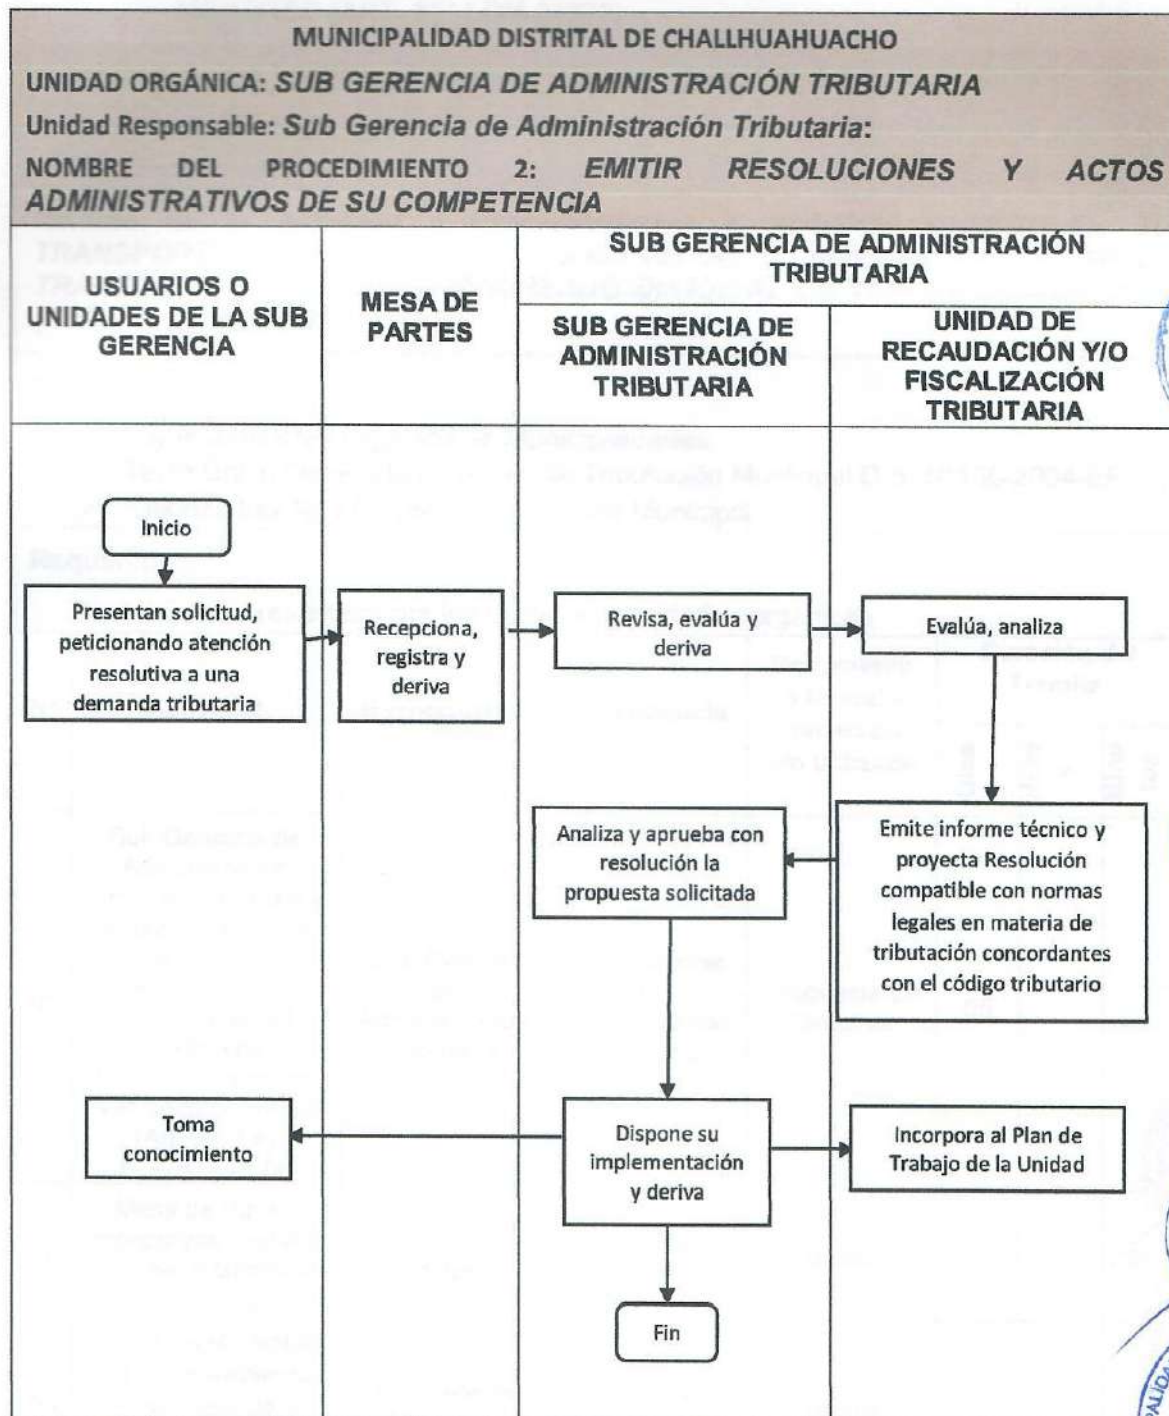 MUNICIPALIDAD DISTRITAL DE CHALLHUAHUACHO
UNIDAD ORGÁNICA: SUB GERENCIA DE ADMINISTRACIÓN TRIBUTARIA
Unidad Responsable: Sub Gerencia de Administración Tributaria:
NOMBRE DEL PROCEDIMIENTO 2: EMITIR RESOLUCIONES Y ACTOS
ADMINISTRATIVOS DE SU COMPETENCIA
USUARIOS O
UNIDADES DE LA SUB
GERENCIA
MESA DE
PARTES
SUB GERENCIA DE ADMINISTRACIÓN
TRIBUTARIA
SUB GERENCIA DE
ADMINISTRACIÓN
TRIBUTARIA
UNIDAD DE
RECAUDACIÓN Y/O
FISCALIZACIÓN
TRIBUTARIA
Inicio
Presentan solicitud,
peticionando atención
resolutiva a una
demanda tributaria
Recepciona,
registra y
deriva
Revisa, evalúa y
deriva
Evalúa, analiza
Analiza y aprueba con
resolución la
propuesta solicitada
Emite informe técnico y
proyecta Resolución
compatible con normas
legales en materia de
tributación concordantes
con el código tributario
Toma
conocimiento
Dispone su
implementación
y deriva
Incorpora al Plan de
Trabajo de la Unidad
Fin